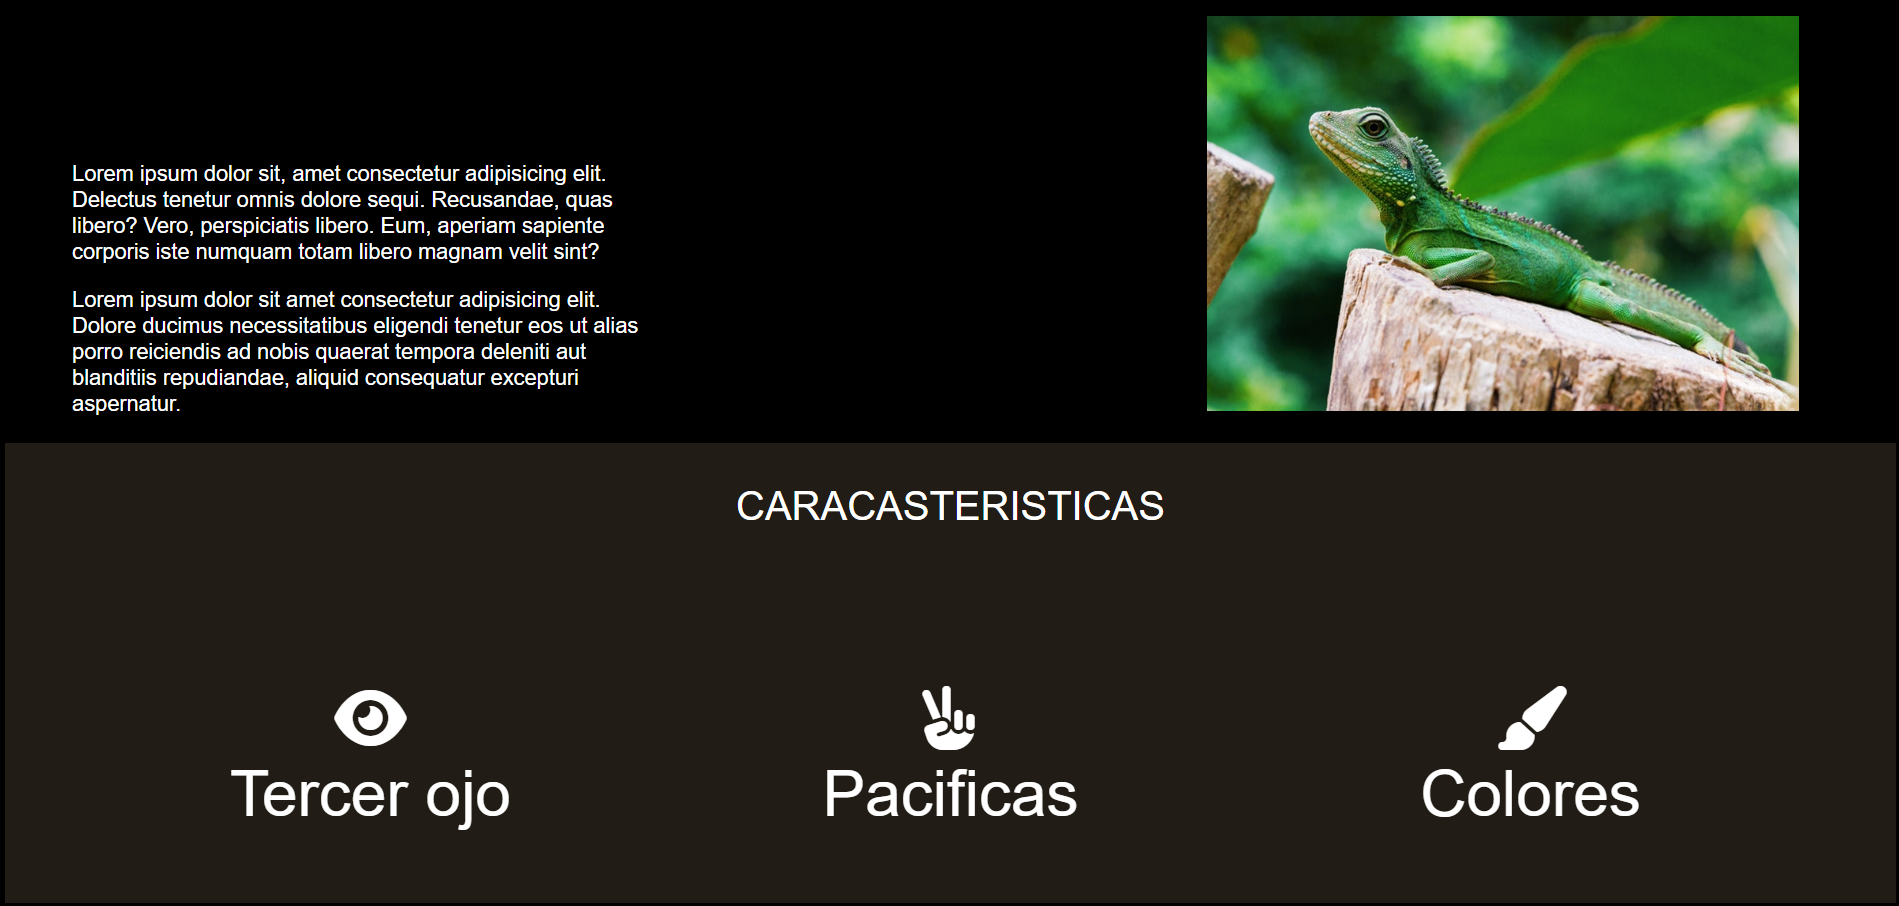 Lorem ipsum dolor sit, amet consectetur adipisicing elit.
Delectus tenetur omnis dolore sequi. Recusandae, quas
libero? Vero, perspiciatis libero. Eum, aperiam sapiente
corporis iste numquam totam libero magnam velit sint?
Lorem ipsum dolor sit amet consectetur adipisicing elit.
Dolore ducimus necessitatibus eligendi tenetur eos ut alias
porro reiciendis ad nobis quaerat tempora deleniti aut
blanditiis repudiandae, aliquid consequatur excepturi
aspernatur.
CARACASTERISTICAS
Tercer ojo
Pacificas
Colores